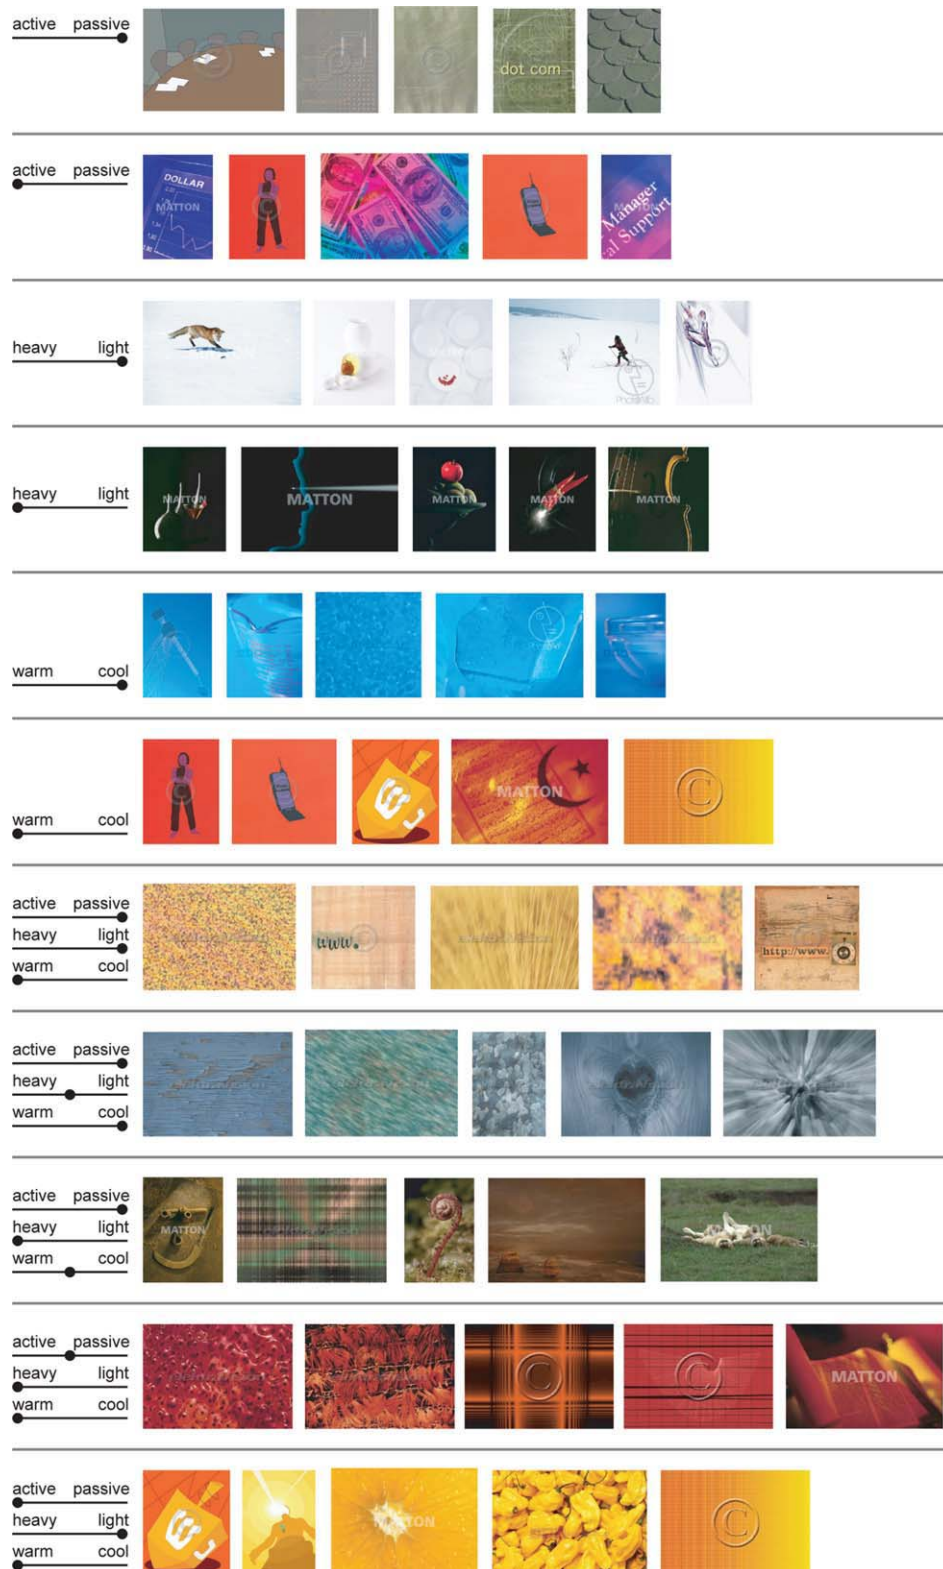 active passive
dot com
active passive
DOLLAR
MATTON
Manager
al Support
heavy light
heavy light
MATTON
MATTON
MATTON
MATTON
MATTON
warm cool
warm cool
MATTON
active passive
heavy light
warm cool
www.
http://www.
active passive
heavy light
warm cool
active passive
heavy light
warm cool
MATTON
MATTON
active passive
heavy light
warm cool
©
©
MATTON
active passive
heavy light
warm cool
MATTON
©